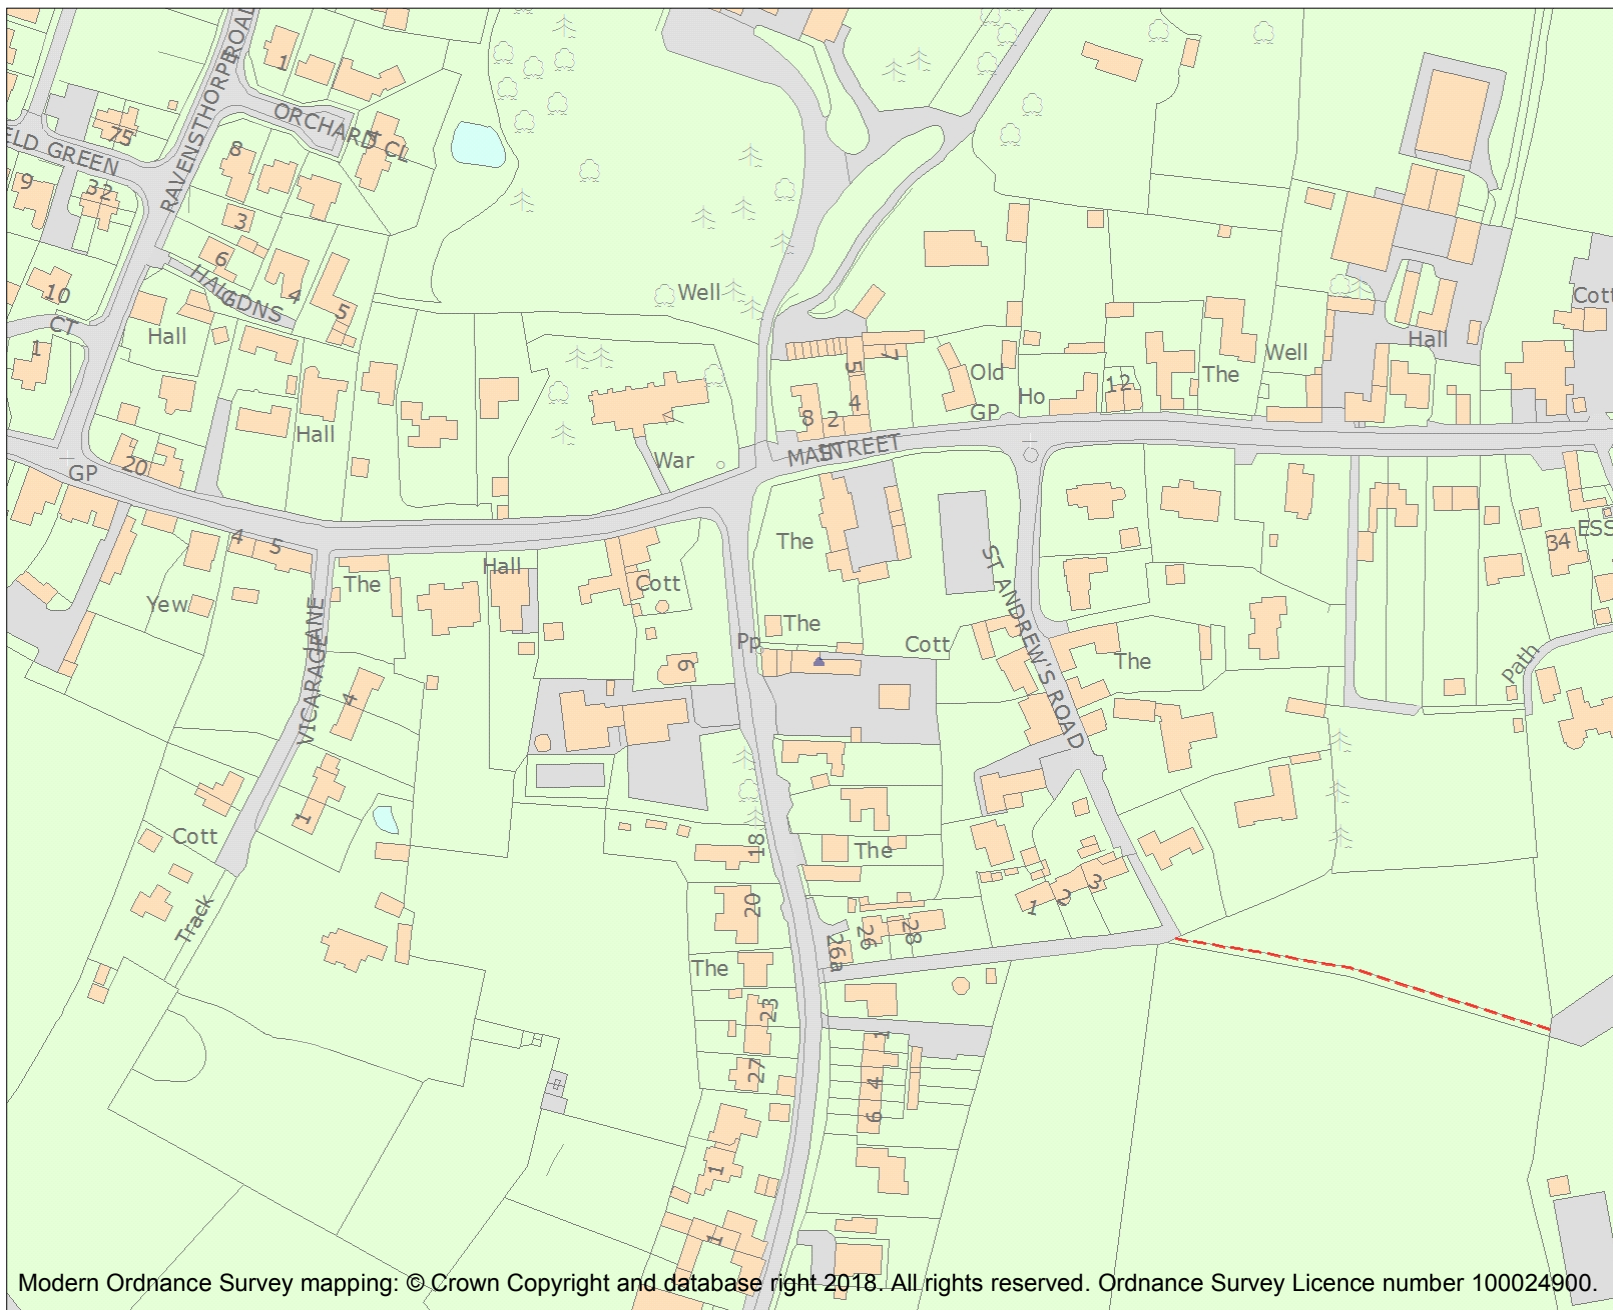 RAVENSTHORPE ROAD
1
ORCHARD CL
4
75
ELD GREEN
8
9
32
3
6
HALL GDNS
4
5
10
CT
Hall
1
Well
Hall
20
GP
War
8
2
4
5
7
Old
GP
Ho
12
The
Well
Hall
Cott
MAIN STREET
4
5
Yew
The
VICARAGE LANE
Hall
Cott
6
The
The
Pp
Cott
ST ANDREW'S ROAD
The
ESS
34
Path
4
1
Cott
Track
18
The
20
The
26a
26
28
1
2
3
23
27
1
4
6
1
1
Modern Ordnance Survey mapping: © Crown Copyright and database right 2018. All rights reserved. Ordnance Survey Licence number 100024900.